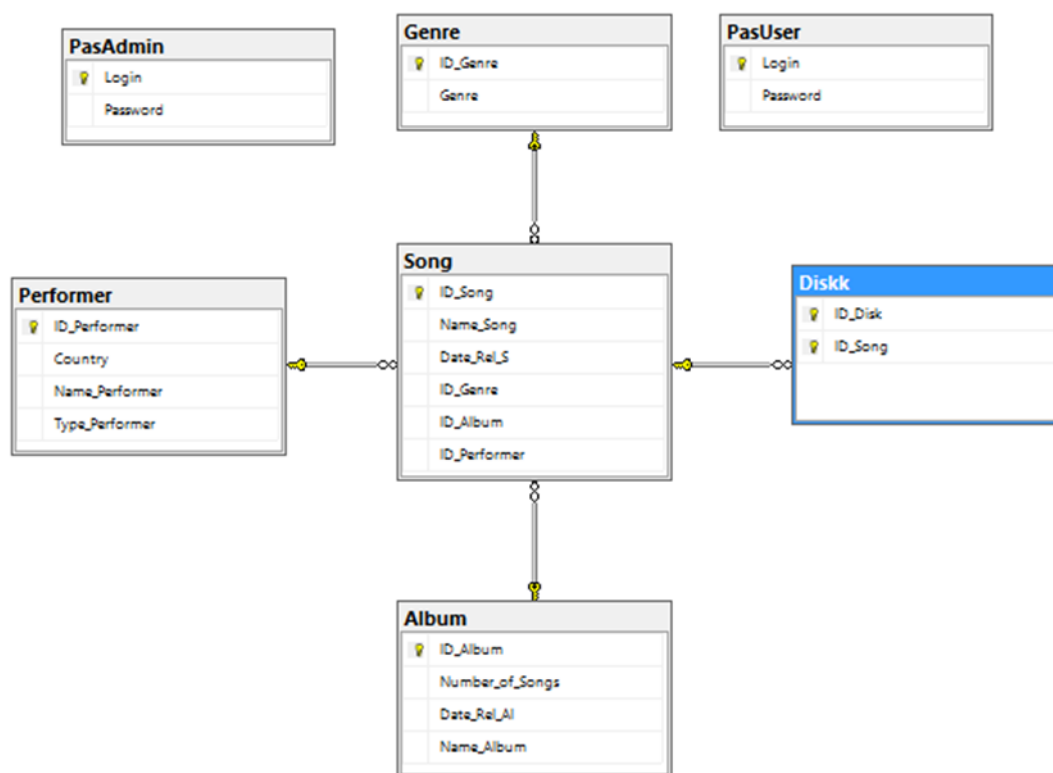 PasAdmin
Login
Password
Genre
ID_Genre
Genre
PasUser
Login
Password
Performer
ID_Performer
Country
Name_Performer
Type_Performer
Song
ID_Song
Name_Song
Date_Rel_S
ID_Genre
ID_Album
ID_Performer
Diskk
ID_Disk
ID_Song
Album
ID_Album
Number_of_Songs
Date_Rel_Al
Name_Album